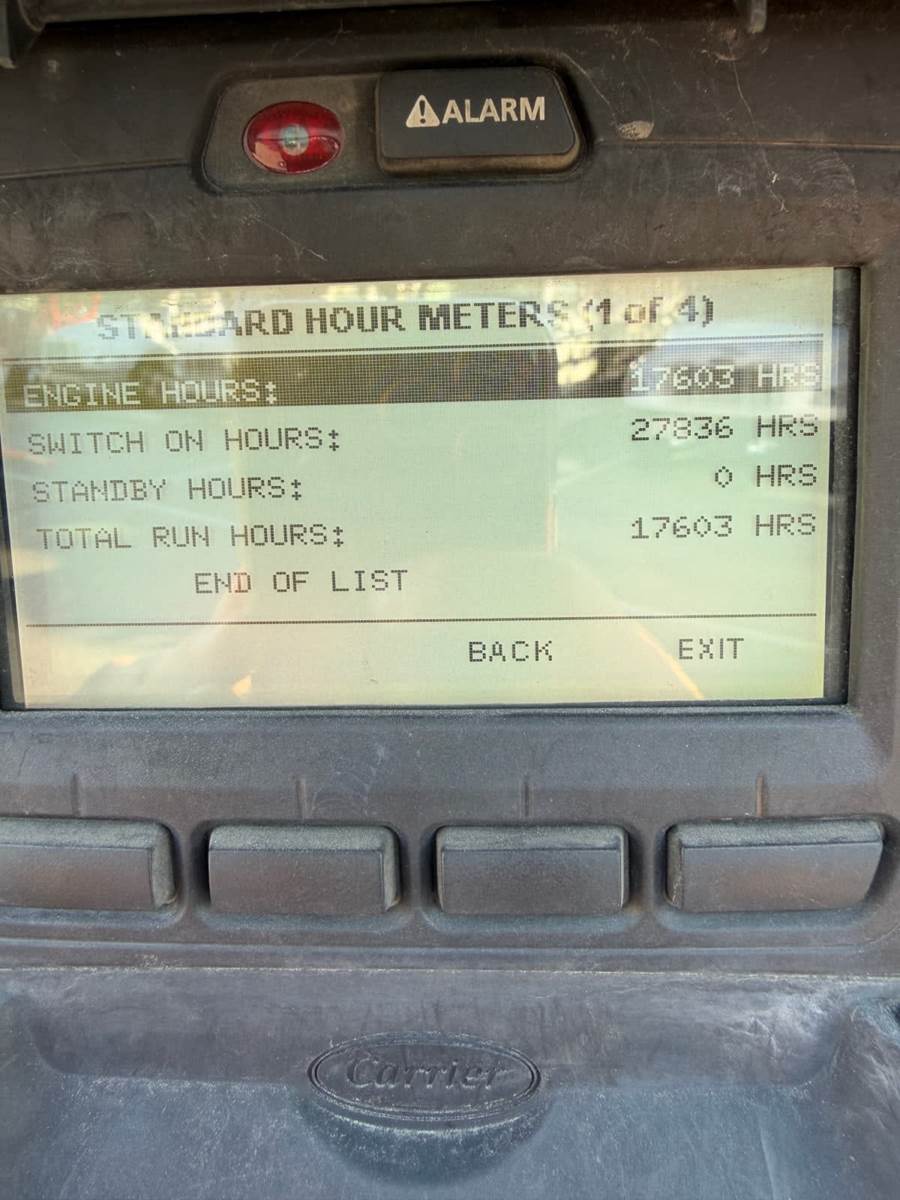 ⚠ALARM
STANDARD HOUR METERS (1 of 4)
ENGINE HOURS: 17603 HRS
SWITCH ON HOURS: 27836 HRS
STANDBY HOURS: 0 HRS
TOTAL RUN HOURS: 17603 HRS
END OF LIST
BACK EXIT
Carrier